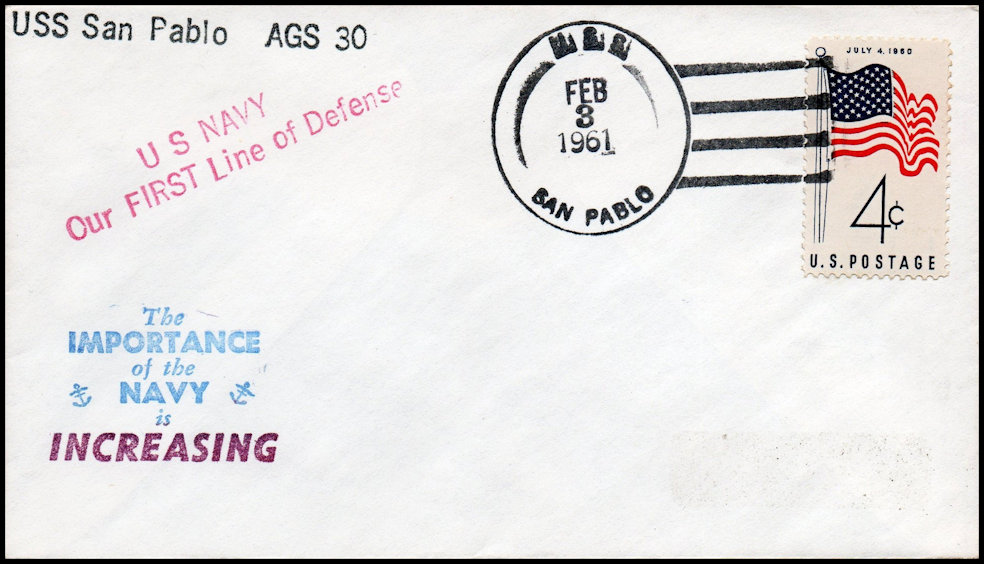 USS San Pablo AGS 30
U S NAVY
Our FIRST Line of Defense
The
IMPORTANCE
of the
NAVY
is
INCREASING
FEB
3
1961
SAN PABLO
JULY 4, 1960
4¢
U.S. POSTAGE